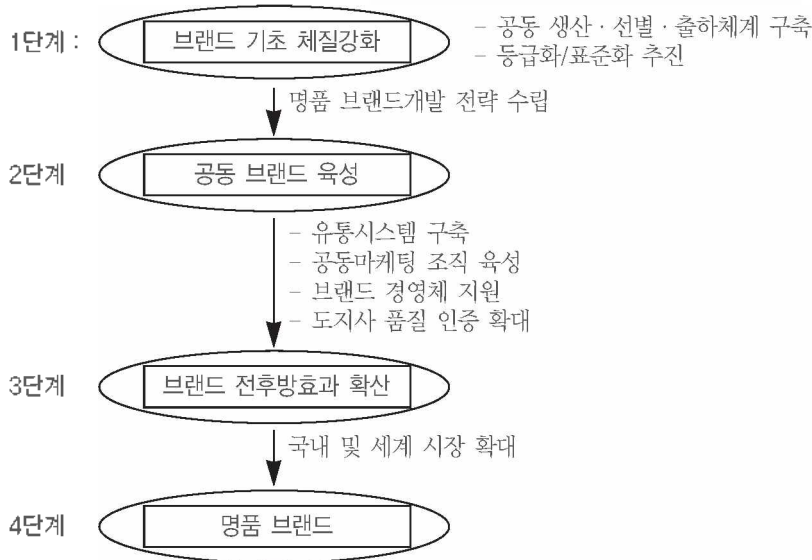 1단계 : 브랜드 기초 체질강화
- 공동 생산 · 선별 · 출하체계 구축
- 등급화/표준화 추진
명품 브랜드개발 전략 수립
2단계 공동 브랜드 육성
- 유통시스템 구축
- 공동마케팅 조직 육성
- 브랜드 경영체 지원
- 도지사 품질 인증 확대
3단계 브랜드 전후방효과 확산
국내 및 세계 시장 확대
4단계 명품 브랜드